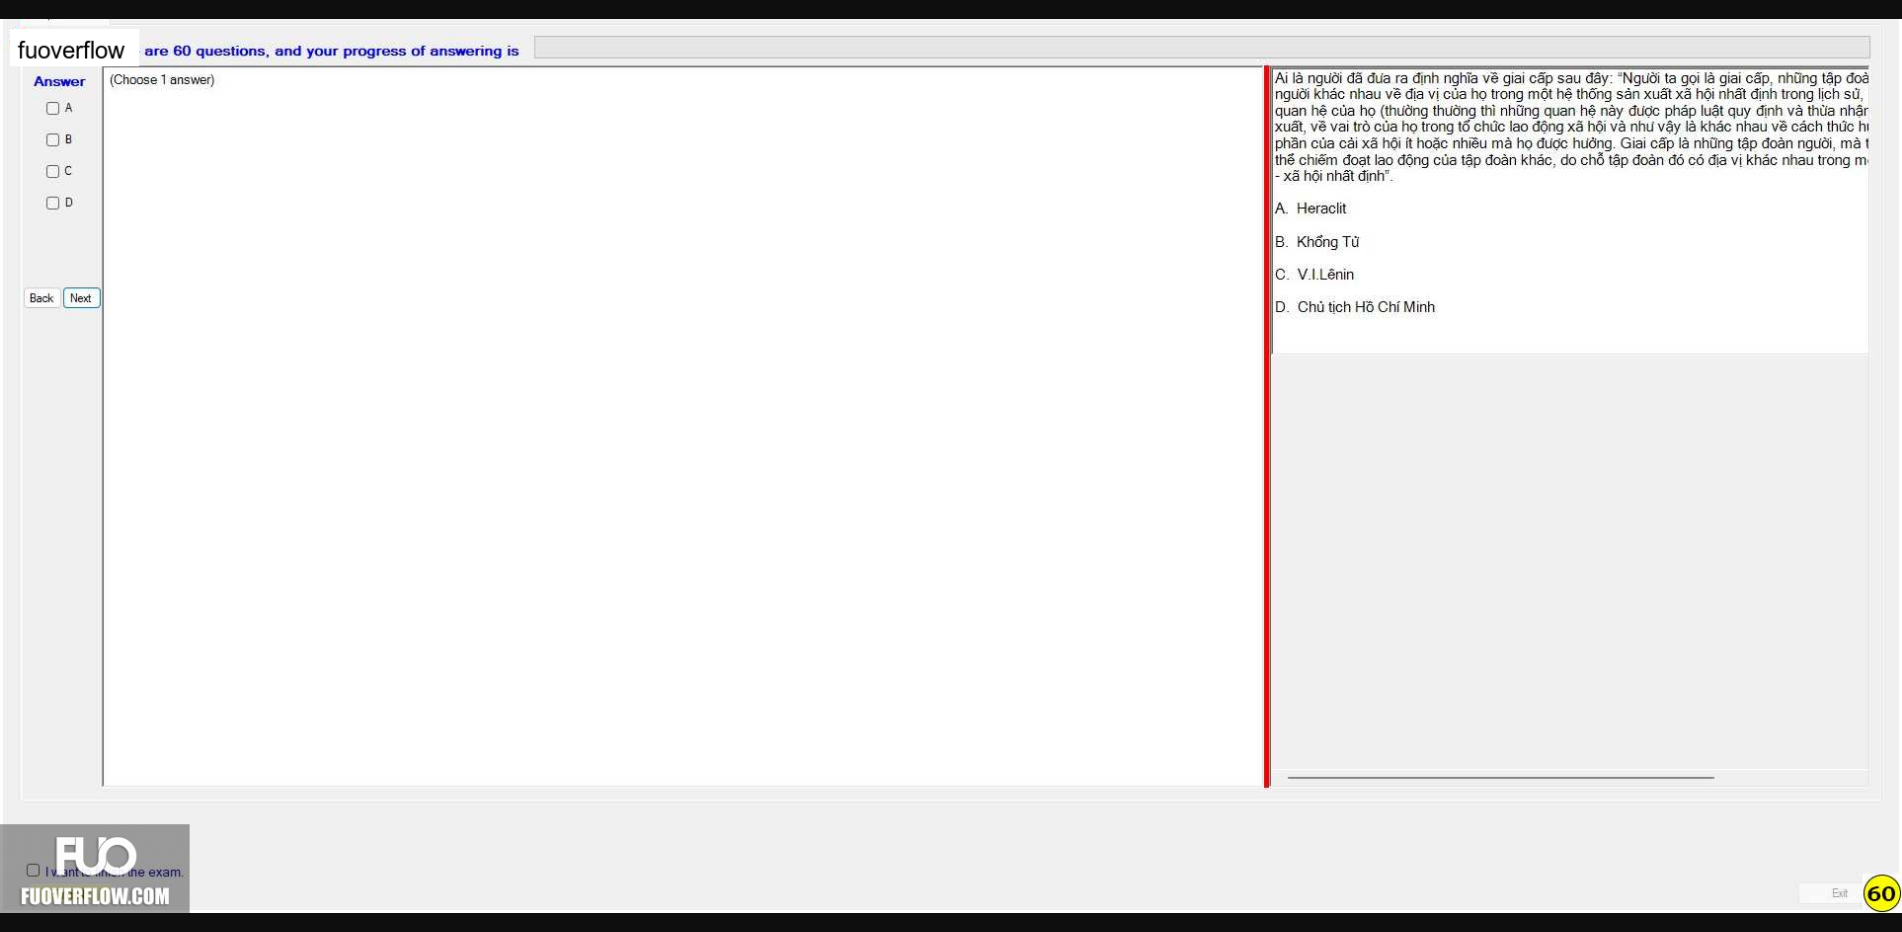 fuoverflow are 60 questions, and your progress of answering is
Answer
A
B
C
D
Back Next
(Choose 1 answer)
Ai là người đã đưa ra định nghĩa về giai cấp sau đây: “Người ta gọi là giai cấp, những tập đoà
người khác nhau về địa vị của họ trong một hệ thống sản xuất xã hội nhất định trong lịch sử,
quan hệ của họ (thường thường thì những quan hệ này được pháp luật quy định và thừa nhận
xuất, về vai trò của họ trong tổ chức lao động xã hội và như vậy là khác nhau về cách thức h
phần của cải xã hội ít hoặc nhiều mà họ được hưởng. Giai cấp là những tập đoàn người, mà t
thể chiếm đoạt lao động của tập đoàn khác, do chỗ tập đoàn đó có địa vị khác nhau trong m
- xã hội nhất định”.
A. Heraclit
B. Khổng Tử
C. V.I.Lênin
D. Chủ tịch Hồ Chí Minh
FUO
the exam.
FUOVERFLOW.COM
Exit 60